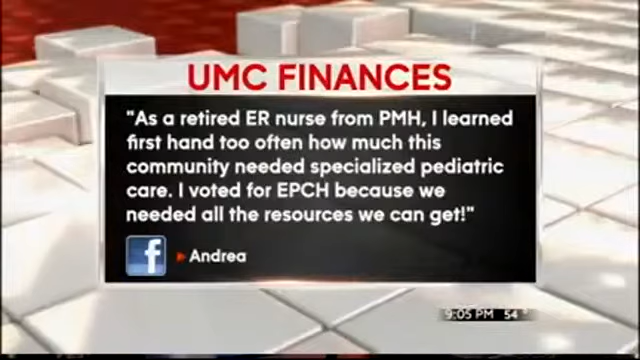 UMC FINANCES
"As a retired ER nurse from PMH, I learned
first hand too often how much this
community needed specialized pediatric
care. I voted for EPCH because we
needed all the resources we can get!"
f
Andrea
9:05 PM 54°